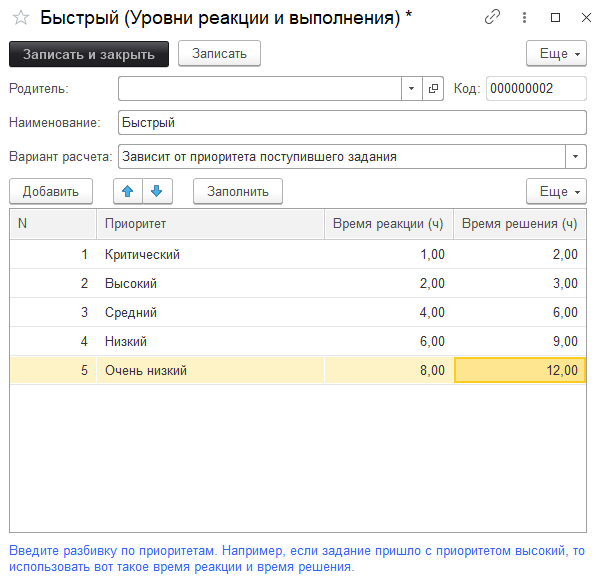 Быстрый (Уровни реакции и выполнения) *
Записать и закрыть Записать Еще
Родитель: Код: 000000002
Наименование: Быстрый
Вариант расчета: Зависит от приоритета поступившего задания
Добавить Заполнить Еще
N Приоритет Время реакции (ч) Время решения (ч)
1 Критический 1,00 2,00
2 Высокий 2,00 3,00
3 Средний 4,00 6,00
4 Низкий 6,00 9,00
5 Очень низкий 8,00 12,00
Введите разбивку по приоритетам. Например, если задание пришло с приоритетом высокий, то
использовать вот такое время реакции и время решения.